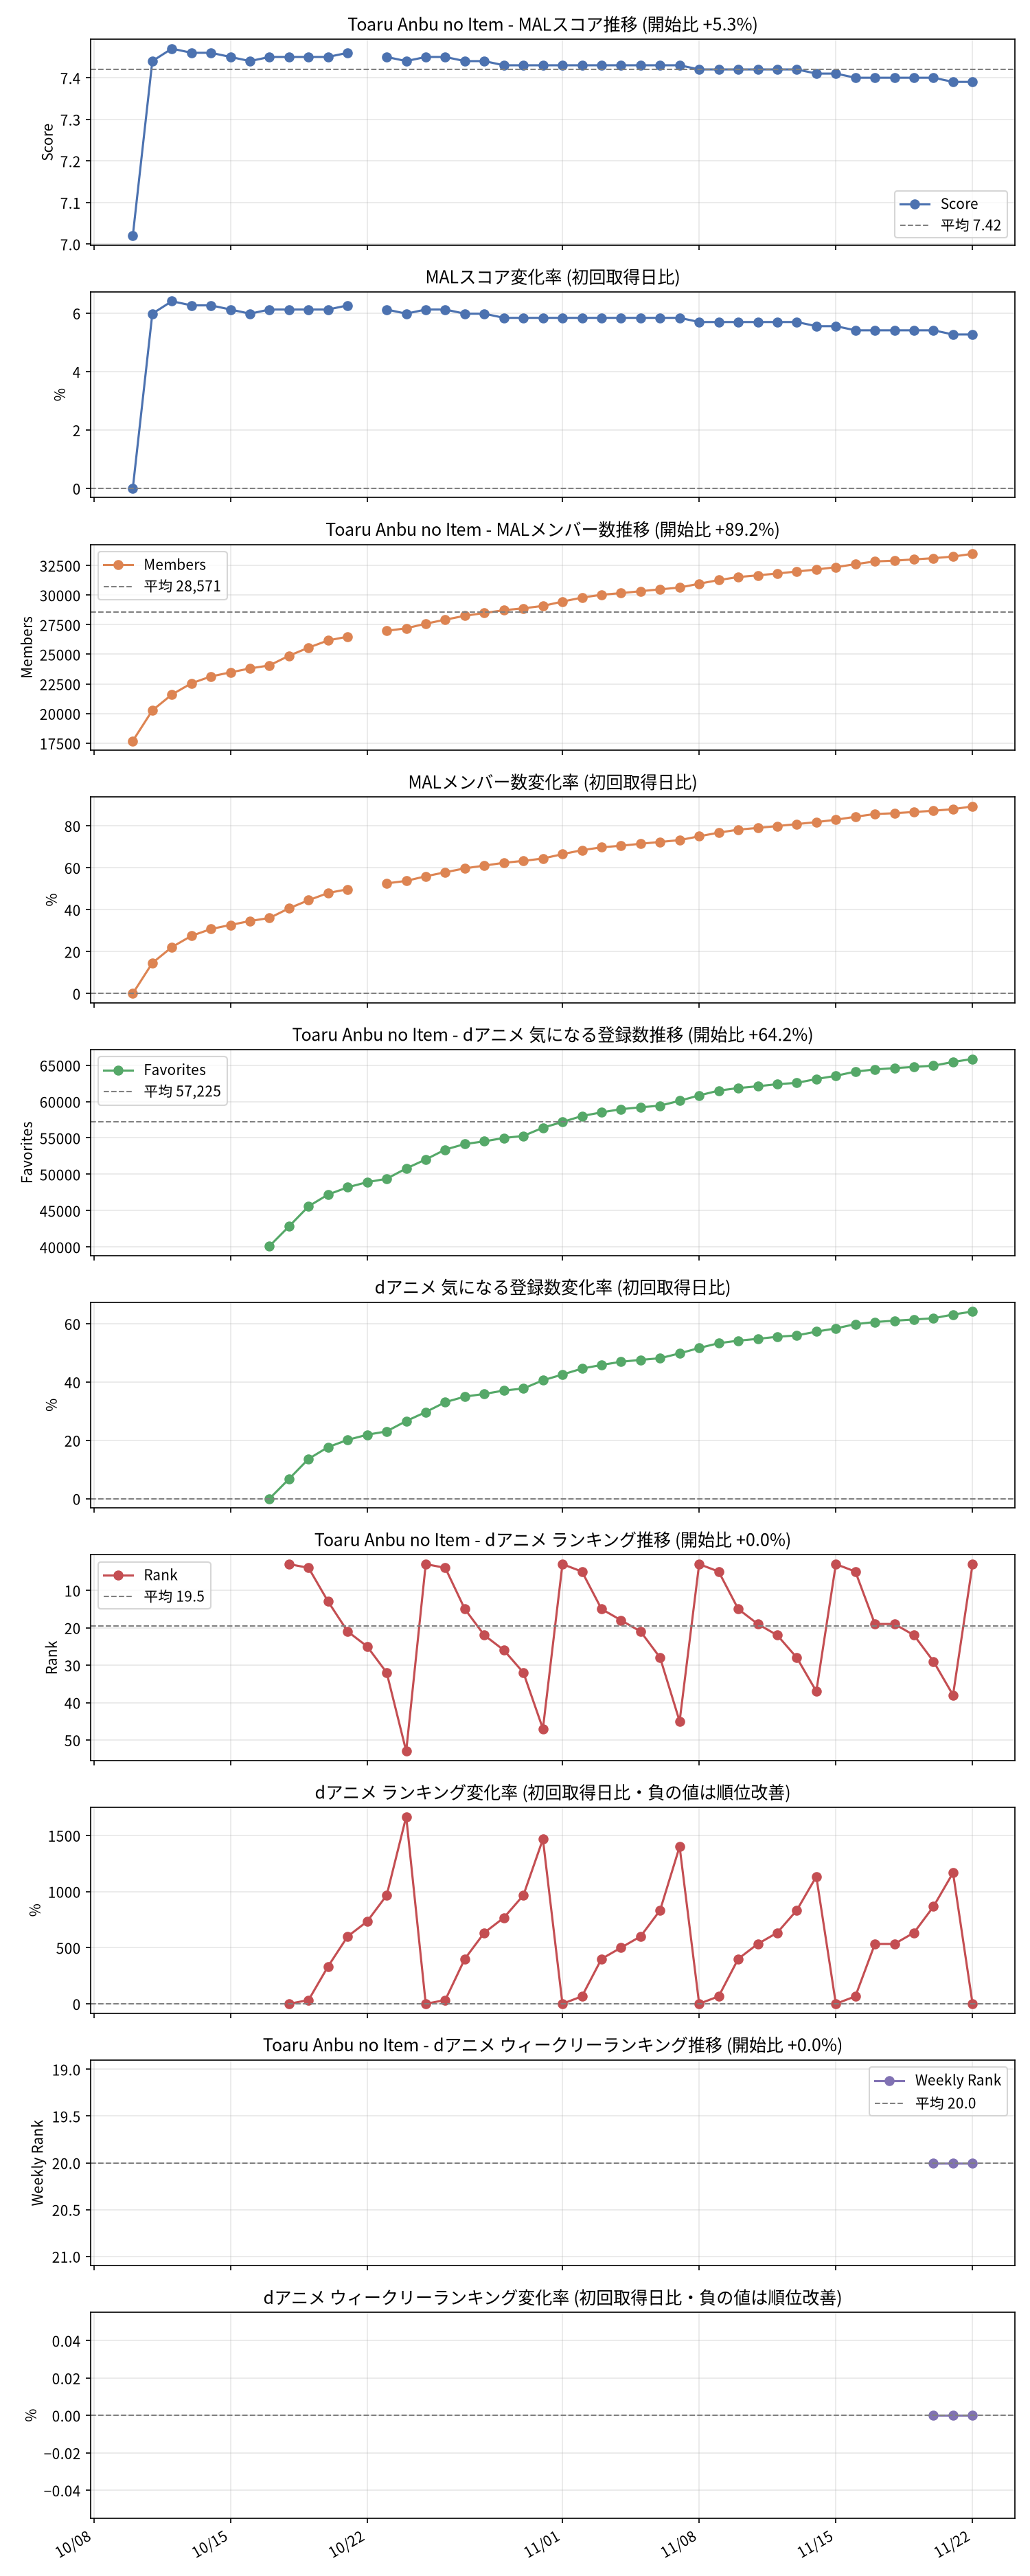 Toaru Anbu no Item - MALスコア推移 (開始比 +5.3%)
7.4
7.3
7.2
7.1
7.0
Score
Score
平均 7.42
MALスコア変化率 (初回取得日比)
6
4
2
0
%
Toaru Anbu no Item - MALメンバー数推移 (開始比 +89.2%)
32500
30000
27500
25000
22500
20000
17500
Members
Members
平均 28,571
MALメンバー数変化率 (初回取得日比)
80
60
40
20
0
%
Toaru Anbu no Item - dアニメ 気になる登録数推移 (開始比 +64.2%)
65000
60000
55000
50000
45000
40000
Favorites
Favorites
平均 57,225
dアニメ 気になる登録数変化率 (初回取得日比)
60
40
20
0
%
Toaru Anbu no Item - dアニメ ランキング推移 (開始比 +0.0%)
10
20
30
40
50
Rank
Rank
平均 19.5
dアニメ ランキング変化率 (初回取得日比・負の値は順位改善)
1500
1000
500
0
%
Toaru Anbu no Item - dアニメ ウィークリーランキング推移 (開始比 +0.0%)
19.0
19.5
20.0
20.5
21.0
Weekly Rank
Weekly Rank
平均 20.0
dアニメ ウィークリーランキング変化率 (初回取得日比・負の値は順位改善)
0.04
0.02
0.00
−0.02
−0.04
%
10/08
10/15
10/22
11/01
11/08
11/15
11/22